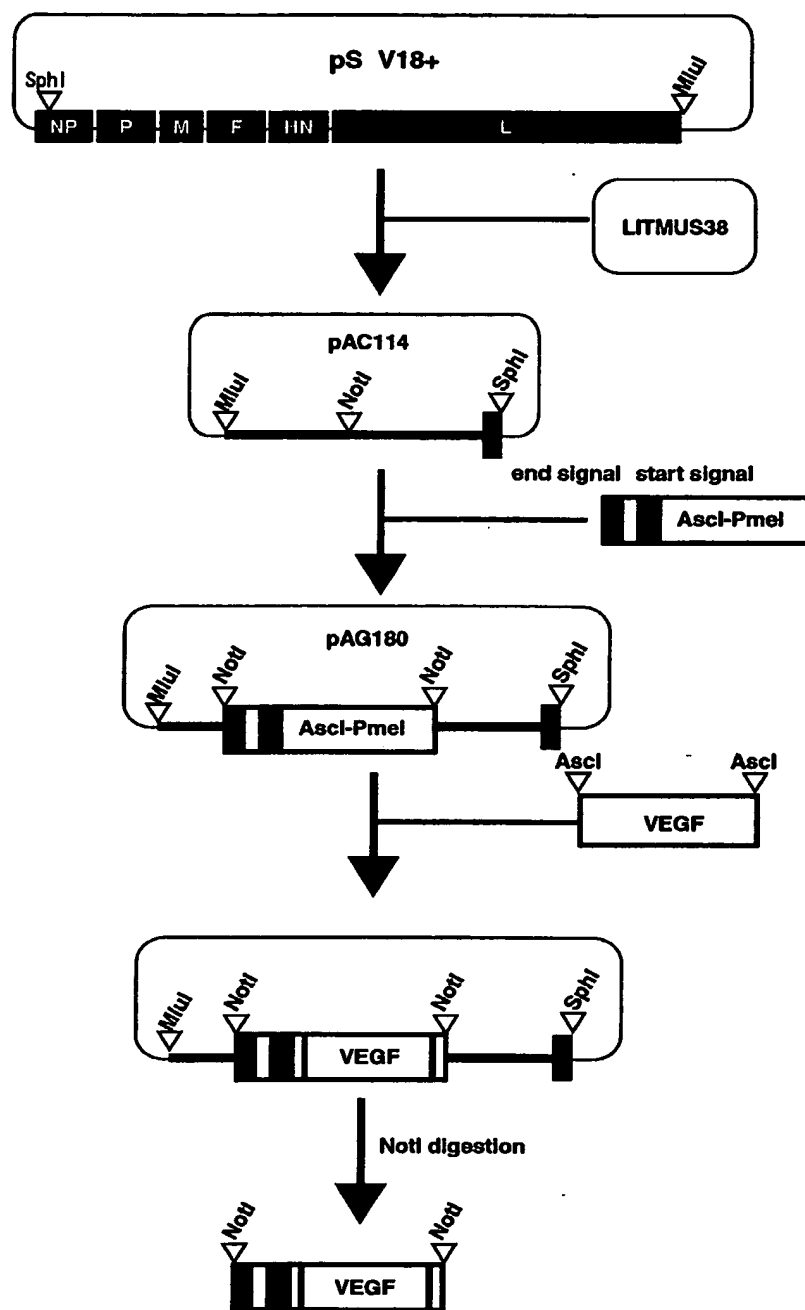 pS V18+
SphI
MluI
NP P M F HN L
LITMUS38
pAC114
MluI
NotI
SphI
end signal start signal
AscI-PmeI
pAG180
MluI
NotI
NotI
SphI
AscI-PmeI
AscI
AscI
VEGF
MluI
NotI
NotI
SphI
VEGF
NotI digestion
NotI
NotI
VEGF